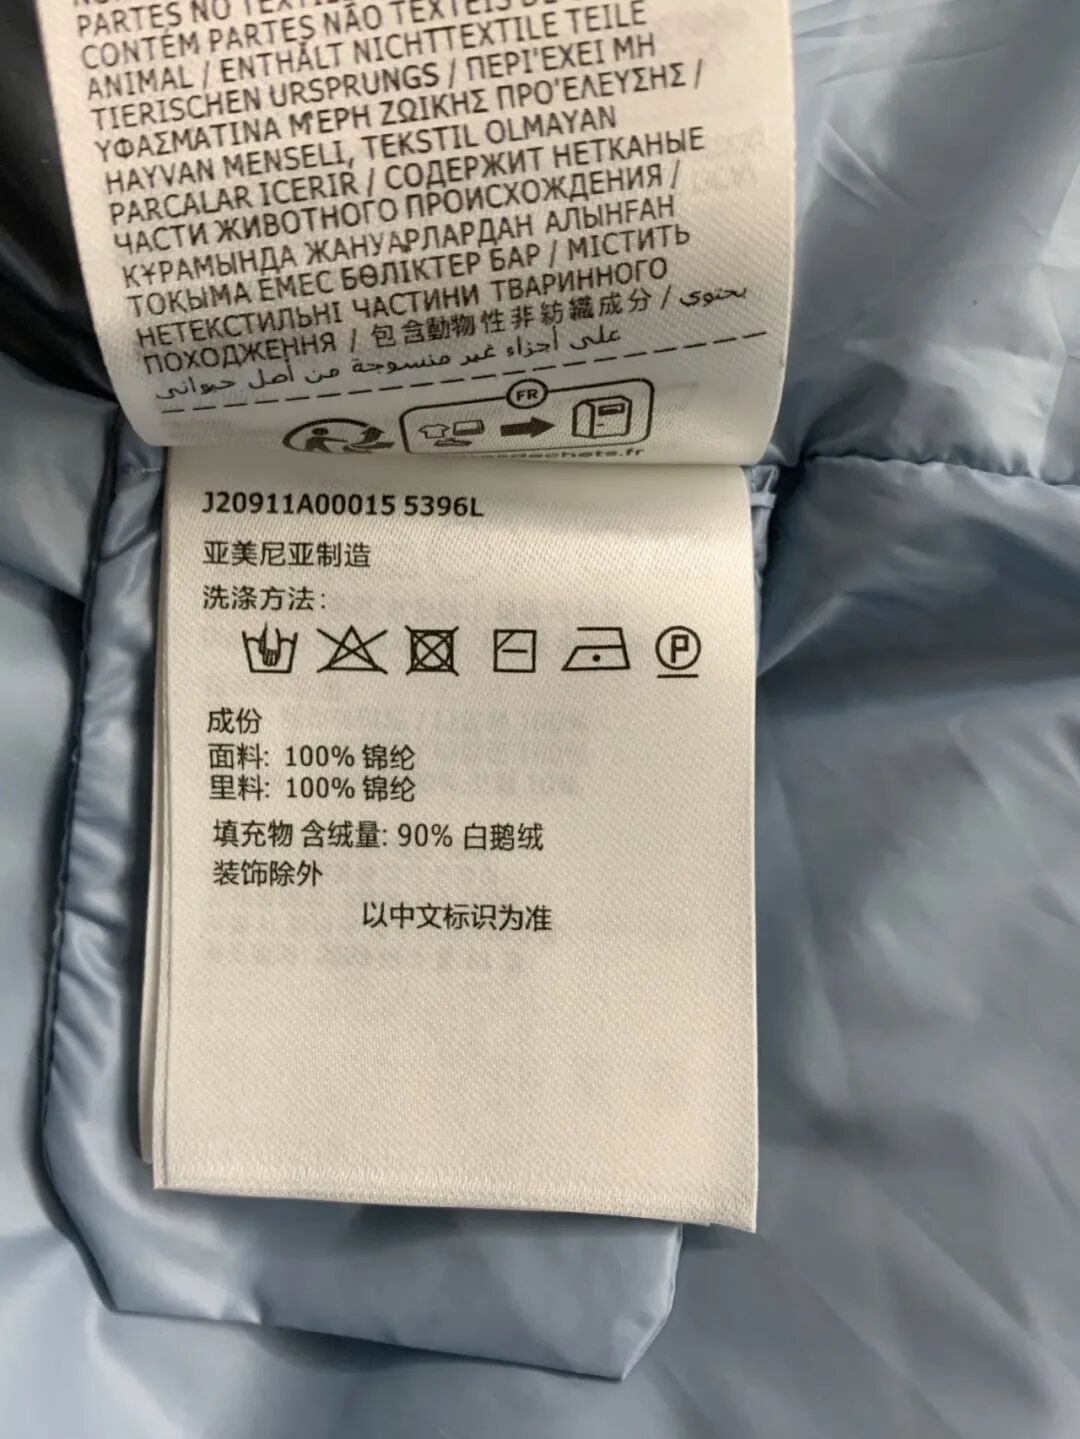 PARTES NO TEXTILES
CONTÉM PARTES NÃO TEXTEIS DE
ANIMAL / ENTHÄLT NICHTTEXTILE TEILE
TIERISCHEN URSPRUNGS / ΠΕΡΙ'ΕΧΕΙ ΜΗ
ΥΦΑΣΜΑΤΙΝΑ Μ'ΕΡΗ ΖΩΙΚΗΣ ΠΡΟ'ΕΛΕΥΣΗΣ /
HAYVAN MENSELI, TEKSTIL OLMAYAN
PARCALAR ICERIR / СОДЕРЖИТ НЕТКАНЫЕ
ЧАСТИ ЖИВОТНОГО ПРОИСХОЖДЕНИЯ /
ҚҰРАМЫНДА ЖАНУАРЛАРДАН АЛЫНҒАН
ТОКЫМА ЕМЕС БӨЛІКТЕР БАР / МІСТИТЬ
НЕТЕКСТИЛЬНІ ЧАСТИНИ ТВАРИННОГО
ПОХОДЖЕННЯ / 包含動物性非紡織成分 / يحتوي
على أجزاء غير منسوجة من أصل حيواني
FR
J20911A00015 5396L
亚美尼亚制造
洗涤方法:
P
成份
面料: 100% 锦纶
里料: 100% 锦纶
填充物 含绒量: 90% 白鹅绒
装饰除外
以中文标识为准